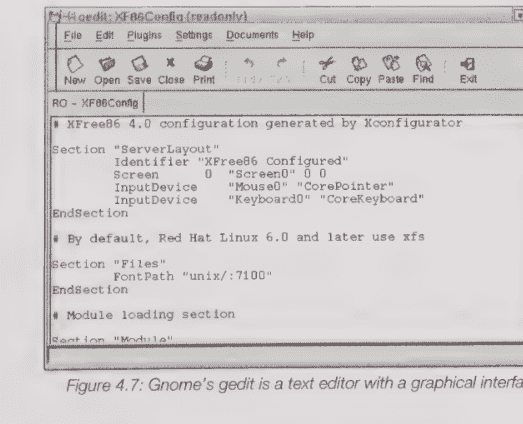 gedit: XF86Config (readonly)
File Edit Plugins Settings Documents Help
New Open Save Close Print Cut Copy Paste Find Exit
RO - XF86Config
# XFree86 4.0 configuration generated by Xconfigurator
Section "ServerLayout"
Identifier "XFree86 Configured"
Screen 0 "Screen0" 0 0
InputDevice "Mouse0" "CorePointer"
InputDevice "Keyboard0" "CoreKeyboard"
EndSection
# By default, Red Hat Linux 6.0 and later use xfs
Section "Files"
FontPath "unix/:7100"
EndSection
# Module loading section
Section "Module"
Figure 4.7: Gnome's gedit is a text editor with a graphical interfa